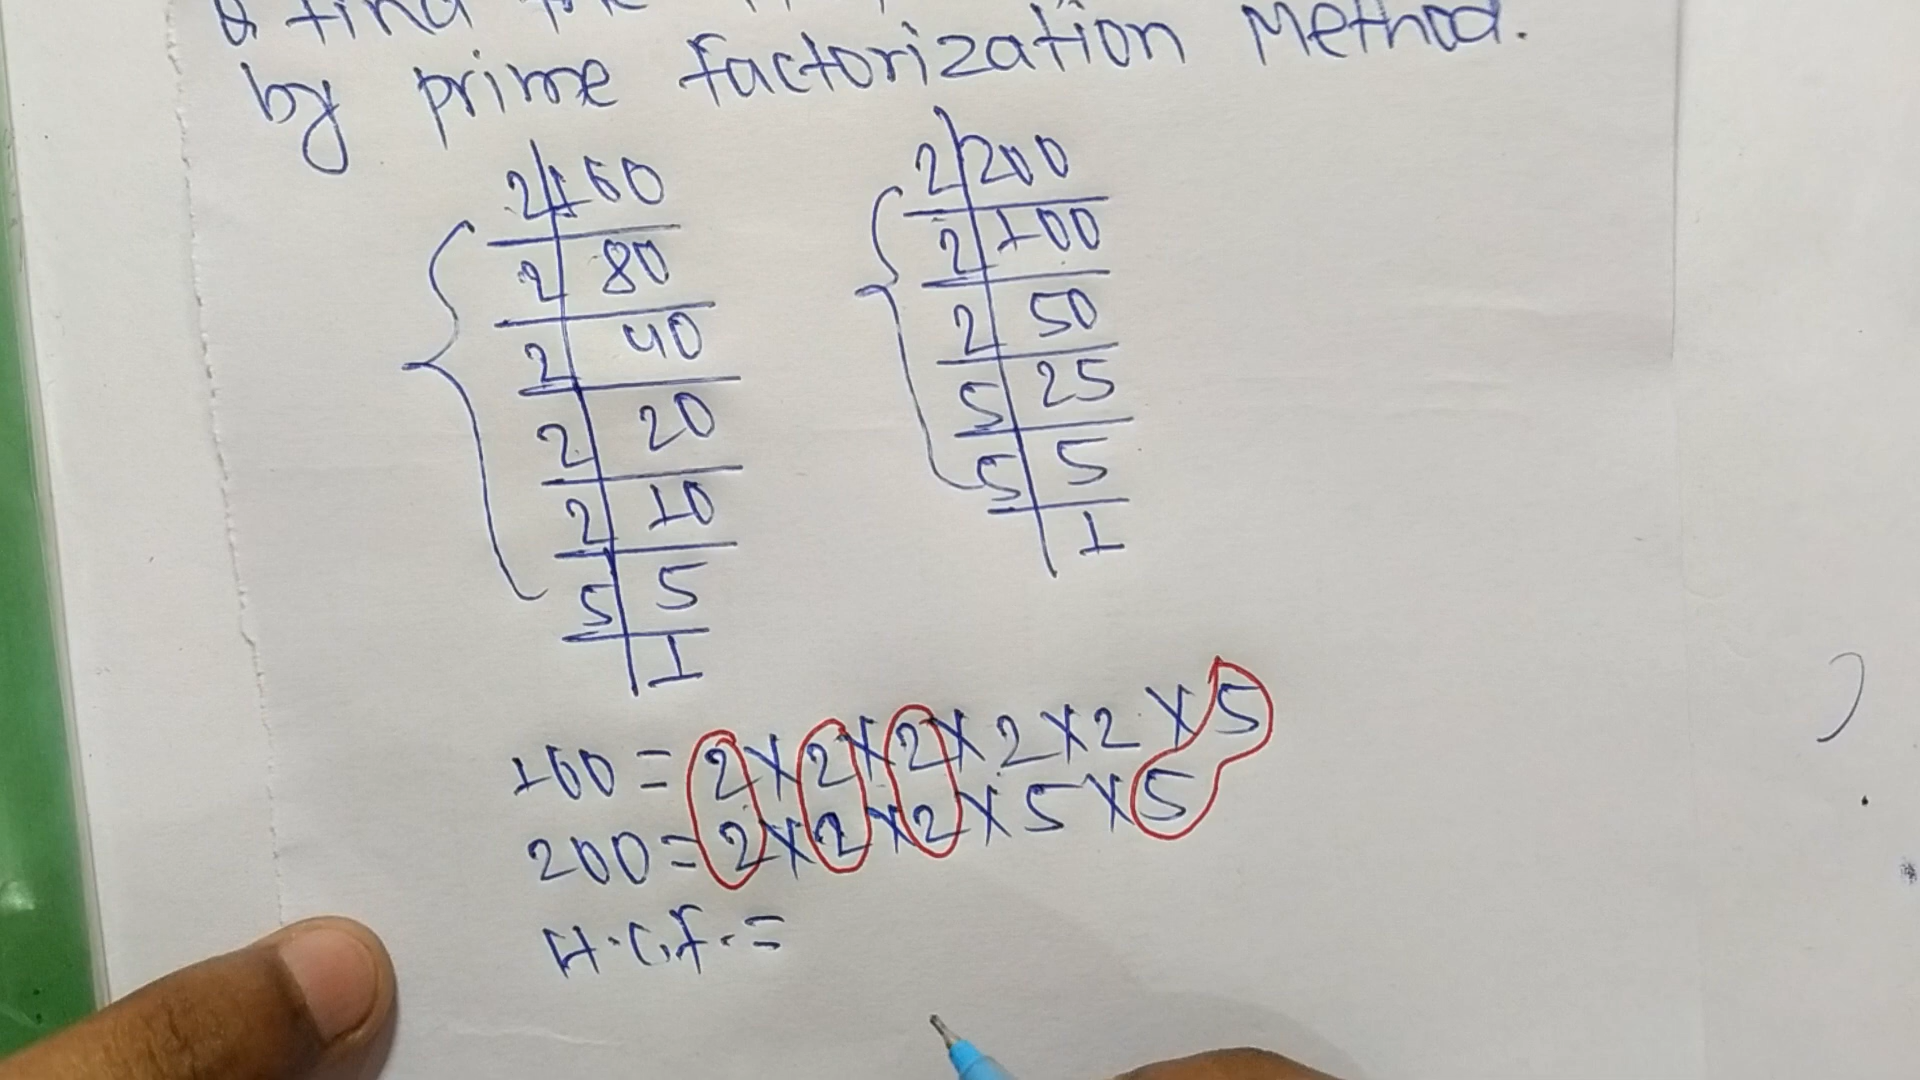 find the
by prime factorization Method.
2 160
2 80
2 40
2 20
2 10
5 5
1
2 200
2 100
2 50
5 25
5 5
1
160 = 2 X 2 X 2 X 2 X 2 X 5
200 = 2 X 2 X 2 X 5 X 5
H.C.F. =